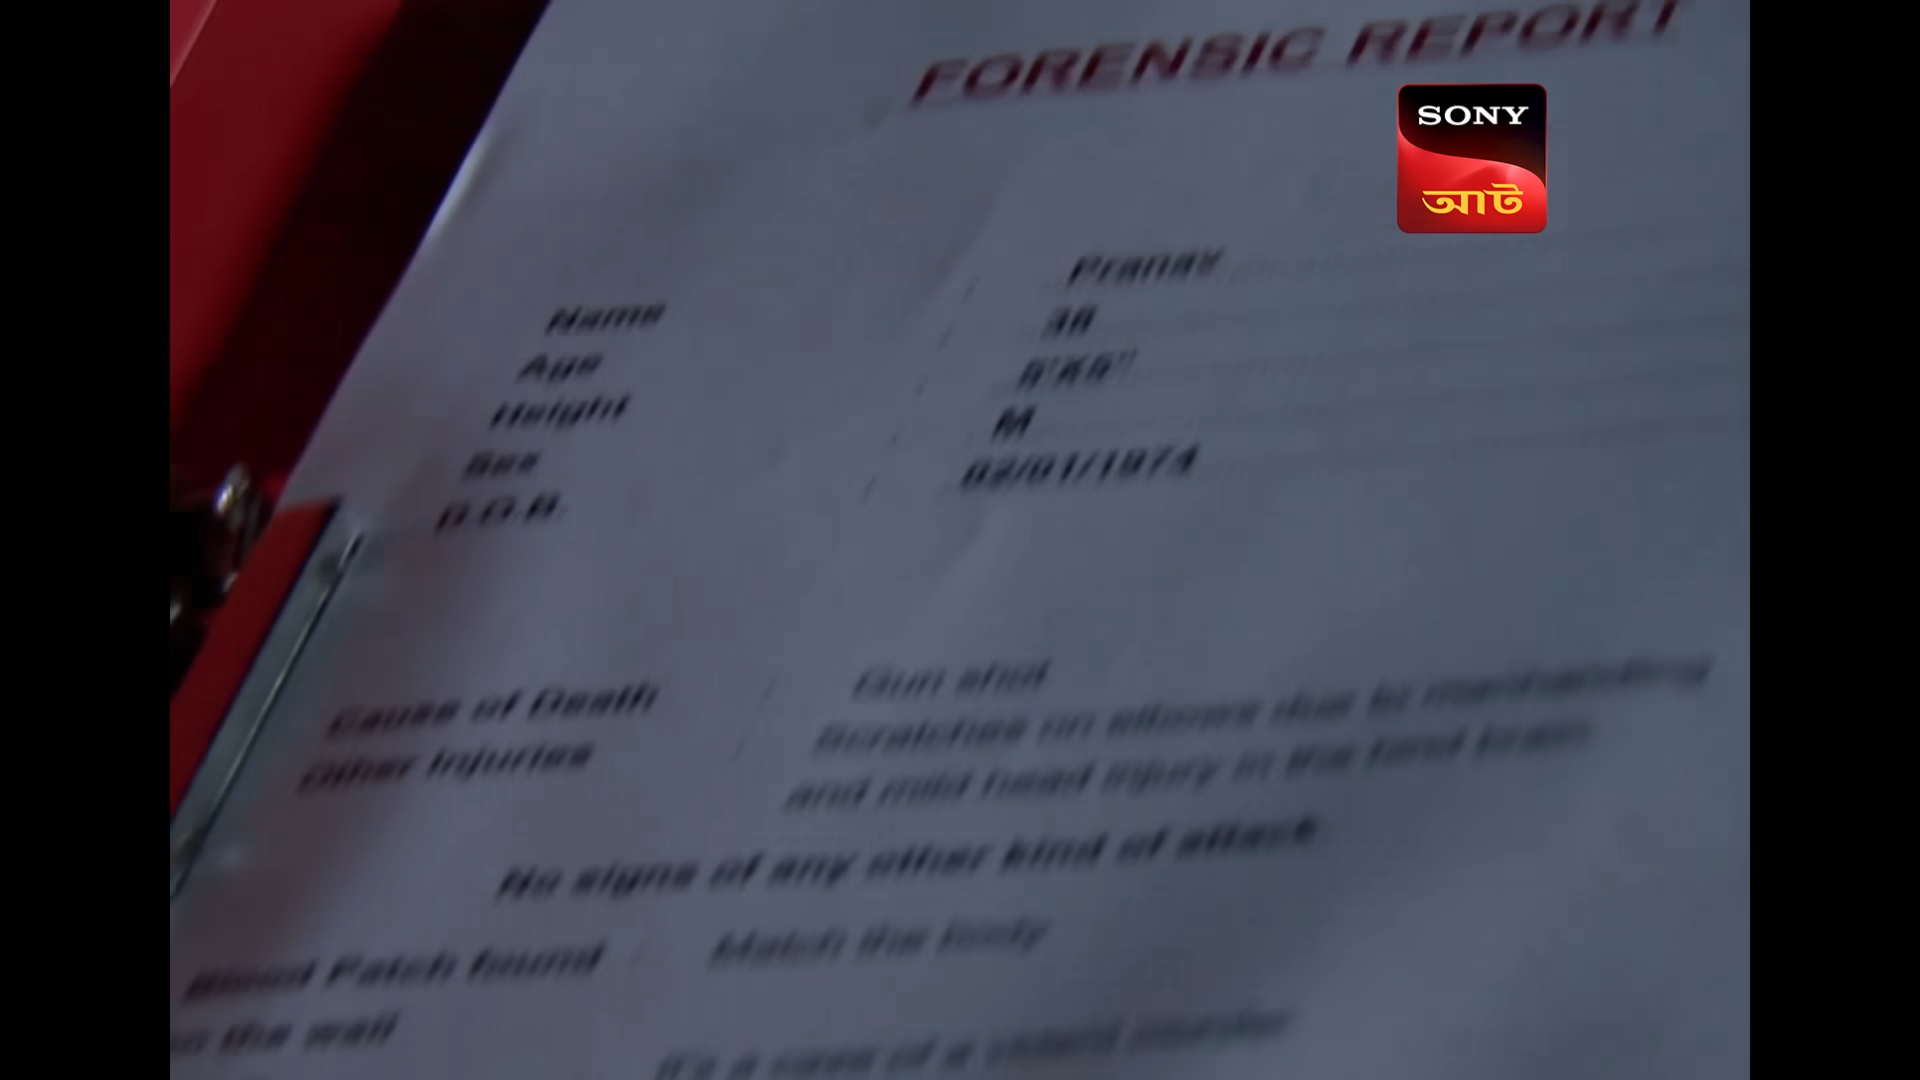 FORENSIC REPORT
SONY
আট
Name Pranav
Age 38
Height 5'X5"
Sex M
D.O.B. 02/01/1974
Cause of Death Gun shot
Other Injuries Scratches on elbows due to manhandling
and mild head injury in the hind brain
No signs of any other kind of attack
Blood Patch found Match the body
on the wall
It's a case of a violent murder